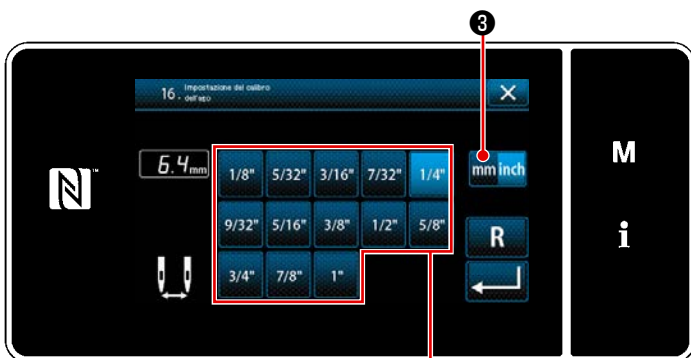 3
16. Impostazione del calibro
dell'ago
6.4mm
1/8" 5/32" 3/16" 7/32" 1/4"
mm inch
M
9/32" 5/16" 3/8" 1/2" 5/8"
R
i
3/4" 7/8" 1"